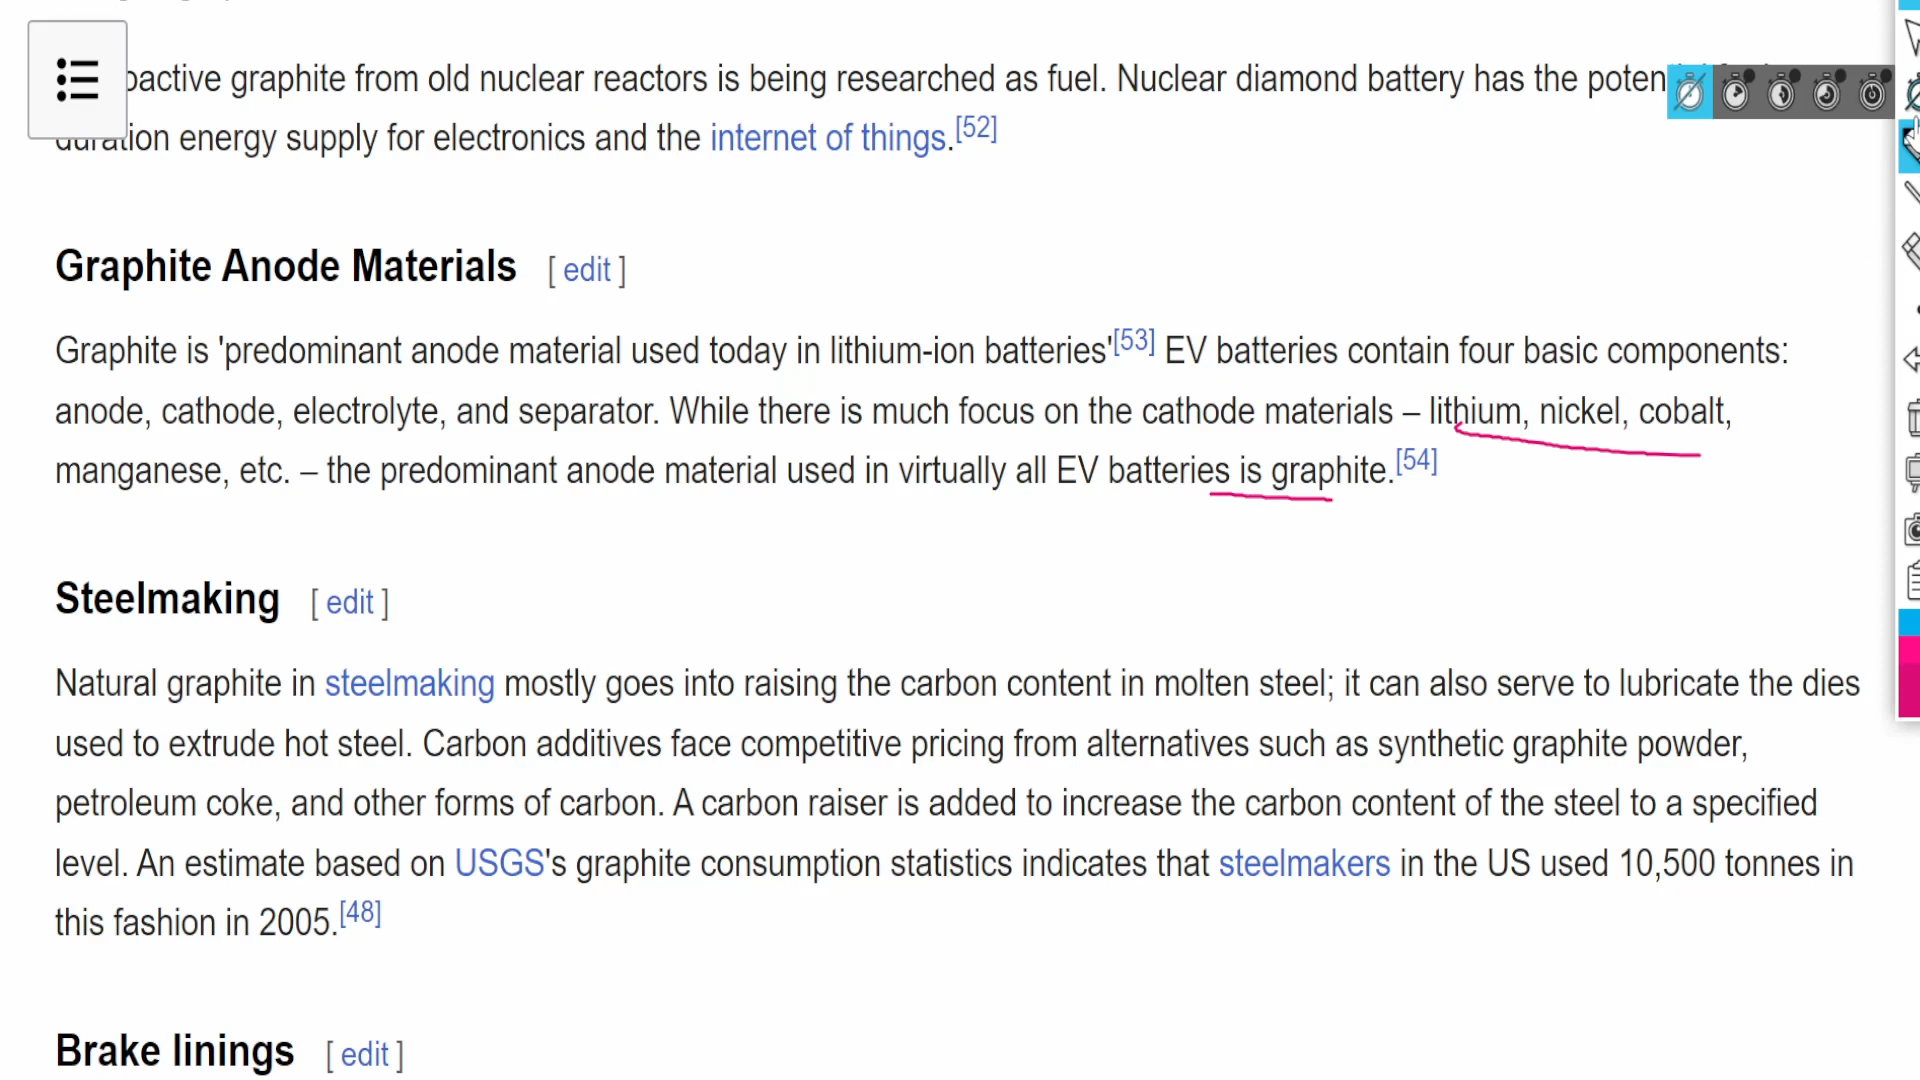 active graphite from old nuclear reactors is being researched as fuel. Nuclear diamond battery has the
duration energy supply for electronics and the internet of things.[52]
Graphite Anode Materials [ edit ]
Graphite is 'predominant anode material used today in lithium-ion batteries'[53] EV batteries contain four basic components:
anode, cathode, electrolyte, and separator. While there is much focus on the cathode materials – lithium, nickel, cobalt,
manganese, etc. – the predominant anode material used in virtually all EV batteries is graphite.[54]
Steelmaking [ edit ]
Natural graphite in steelmaking mostly goes into raising the carbon content in molten steel; it can also serve to lubricate the dies
used to extrude hot steel. Carbon additives face competitive pricing from alternatives such as synthetic graphite powder,
petroleum coke, and other forms of carbon. A carbon raiser is added to increase the carbon content of the steel to a specified
level. An estimate based on USGS's graphite consumption statistics indicates that steelmakers in the US used 10,500 tonnes in
this fashion in 2005.[48]
Brake linings [ edit ]